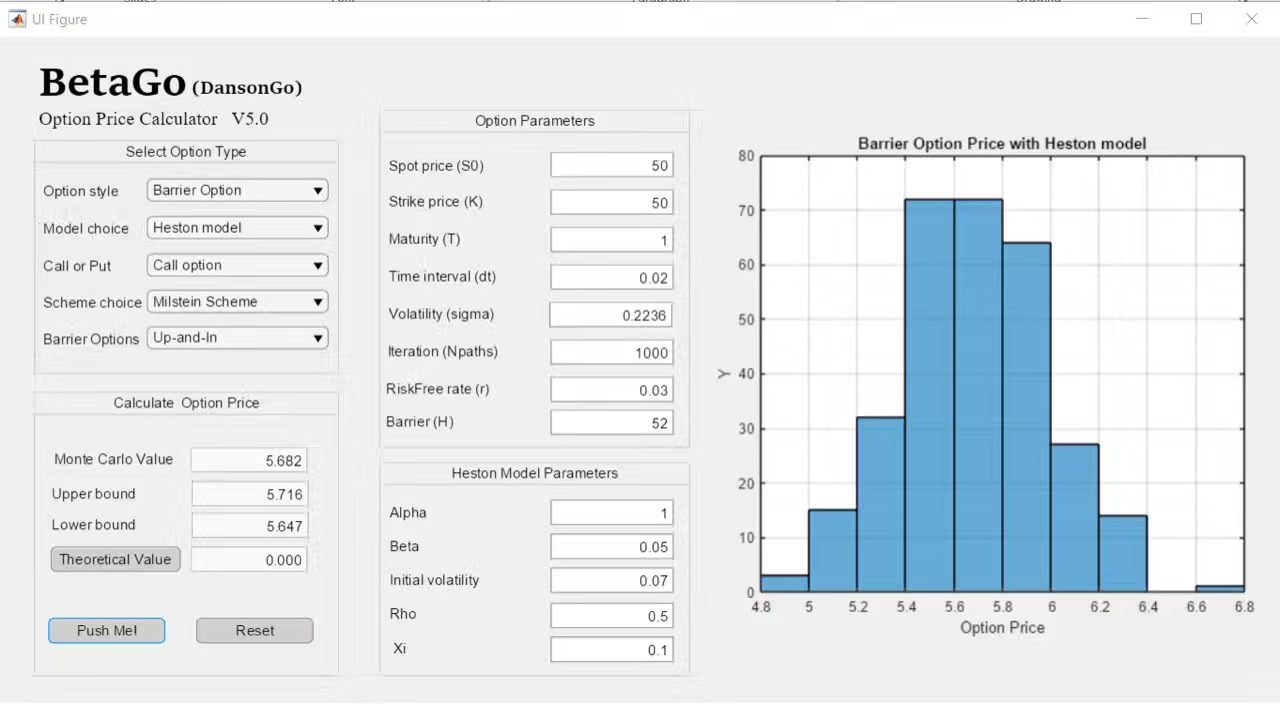 UI Figure
BetaGo (DansonGo)
Option Price Calculator V5.0
Select Option Type
Option style Barrier Option
Model choice Heston model
Call or Put Call option
Scheme choice Milstein Scheme
Barrier Options Up-and-In
Calculate Option Price
Monte Carlo Value 5.682
Upper bound 5.716
Lower bound 5.647
Theoretical Value 0.000
Push Me! Reset
Option Parameters
Spot price (S0) 50
Strike price (K) 50
Maturity (T) 1
Time interval (dt) 0.02
Volatility (sigma) 0.2236
Iteration (Npaths) 1000
RiskFree rate (r) 0.03
Barrier (H) 52
Heston Model Parameters
Alpha 1
Beta 0.05
Initial volatility 0.07
Rho 0.5
Xi 0.1
Barrier Option Price with Heston model
80
70
60
50
40
30
20
10
0
Y
4.8 5 5.2 5.4 5.6 5.8 6 6.2 6.4 6.6 6.8
Option Price